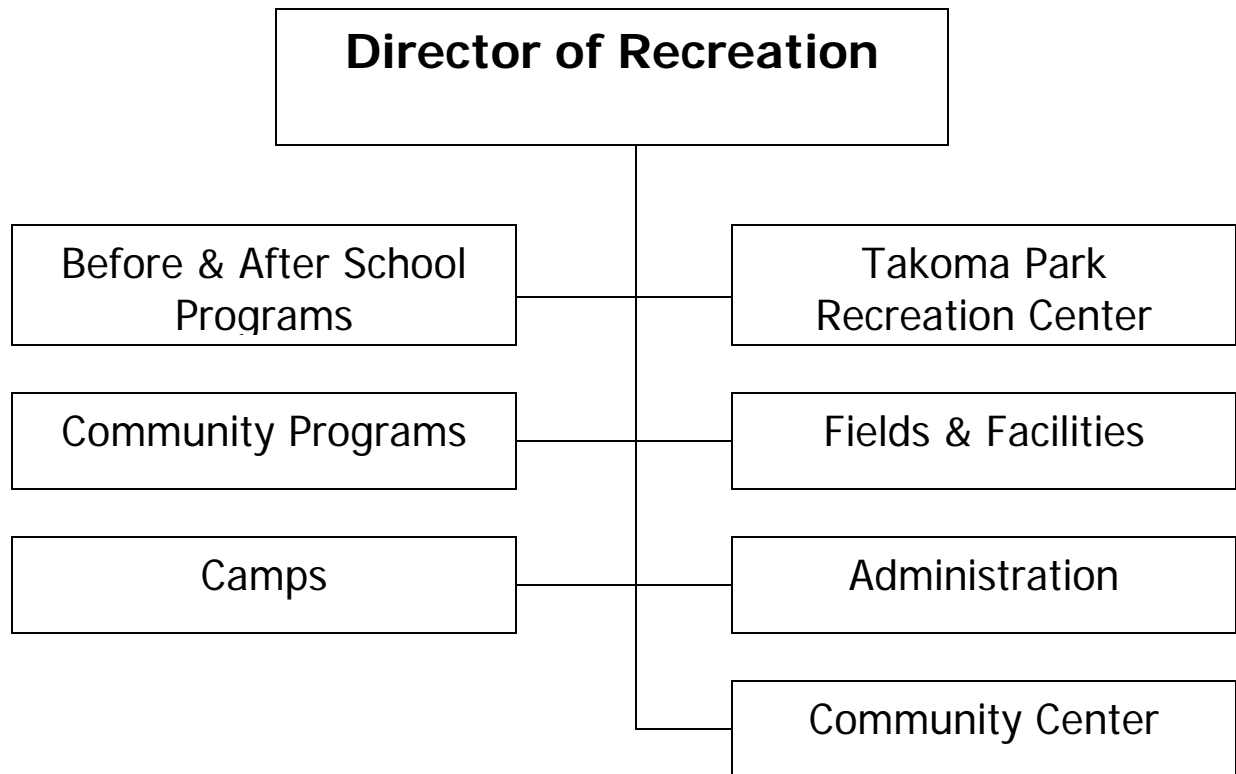 Director of Recreation
Before & After School
Programs
Takoma Park
Recreation Center
Community Programs
Fields & Facilities
Camps
Administration
Community Center